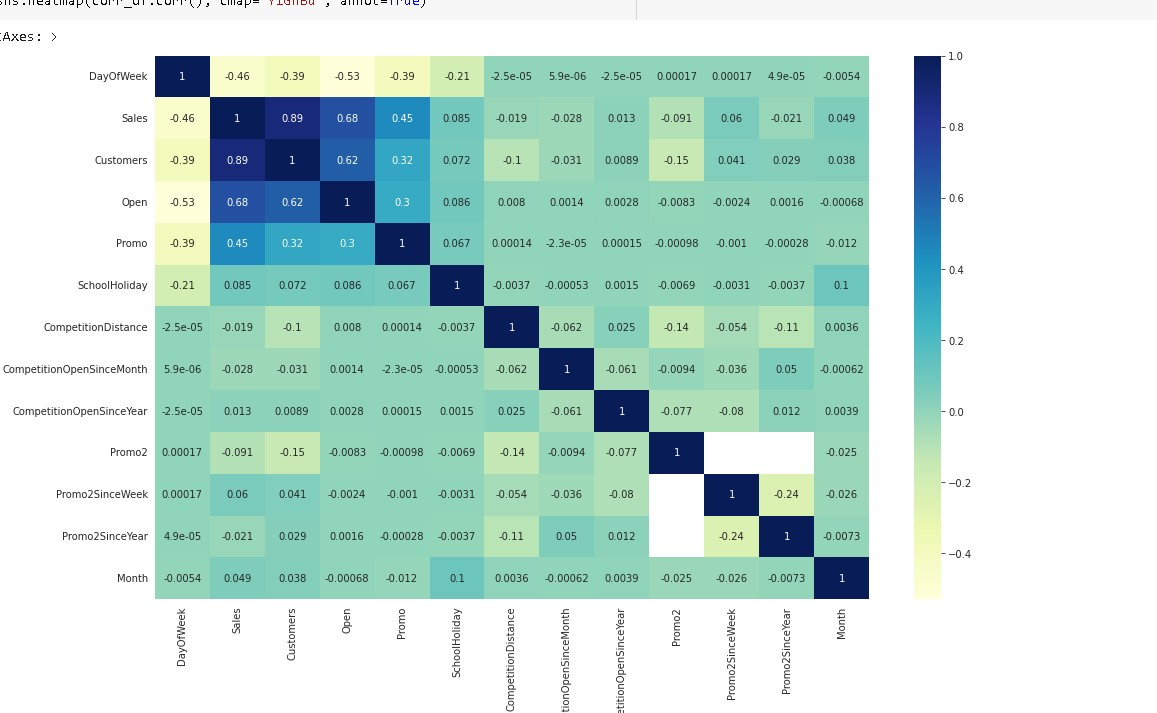 sns.heatmap(corr_df.corr(), cmap="YlGnBu", annot=True)
:Axes: >
1.0
DayOfWeek 1 -0.46 -0.39 -0.53 -0.39 -0.21 -2.5e-05 5.9e-06 -2.5e-05 0.00017 0.00017 4.9e-05 -0.0054
Sales -0.46 1 0.89 0.68 0.45 0.085 -0.019 -0.028 0.013 -0.091 0.06 -0.021 0.049
0.8
Customers -0.39 0.89 1 0.62 0.32 0.072 -0.1 -0.031 0.0089 -0.15 0.041 0.029 0.038
0.6
Open -0.53 0.68 0.62 1 0.3 0.086 0.008 0.0014 0.0028 -0.0083 -0.0024 0.0016 -0.00068
Promo -0.39 0.45 0.32 0.3 1 0.067 0.00014 -2.3e-05 0.00015 -0.00098 -0.001 -0.00028 -0.012
0.4
SchoolHoliday -0.21 0.085 0.072 0.086 0.067 1 -0.0037 -0.00053 0.0015 -0.0069 -0.0031 -0.0037 0.1
CompetitionDistance -2.5e-05 -0.019 -0.1 0.008 0.00014 -0.0037 1 -0.062 0.025 -0.14 -0.054 -0.11 0.0036
0.2
CompetitionOpenSinceMonth 5.9e-06 -0.028 -0.031 0.0014 -2.3e-05 -0.00053 -0.062 1 -0.061 -0.0094 -0.036 0.05 -0.00062
CompetitionOpenSinceYear -2.5e-05 0.013 0.0089 0.0028 0.00015 0.0015 0.025 -0.061 1 -0.077 -0.08 0.012 0.0039
0.0
Promo2 0.00017 -0.091 -0.15 -0.0083 -0.00098 -0.0069 -0.14 -0.0094 -0.077 1 -0.025
−0.2
Promo2SinceWeek 0.00017 0.06 0.041 -0.0024 -0.001 -0.0031 -0.054 -0.036 -0.08 1 -0.24 -0.026
Promo2SinceYear 4.9e-05 -0.021 0.029 0.0016 -0.00028 -0.0037 -0.11 0.05 0.012 -0.24 1 -0.0073
−0.4
Month -0.0054 0.049 0.038 -0.00068 -0.012 0.1 0.0036 -0.00062 0.0039 -0.025 -0.026 -0.0073 1
DayOfWeek
Sales
Customers
Open
Promo
SchoolHoliday
CompetitionDistance
tionOpenSinceMonth
etitionOpenSinceYear
Promo2
Promo2SinceWeek
Promo2SinceYear
Month